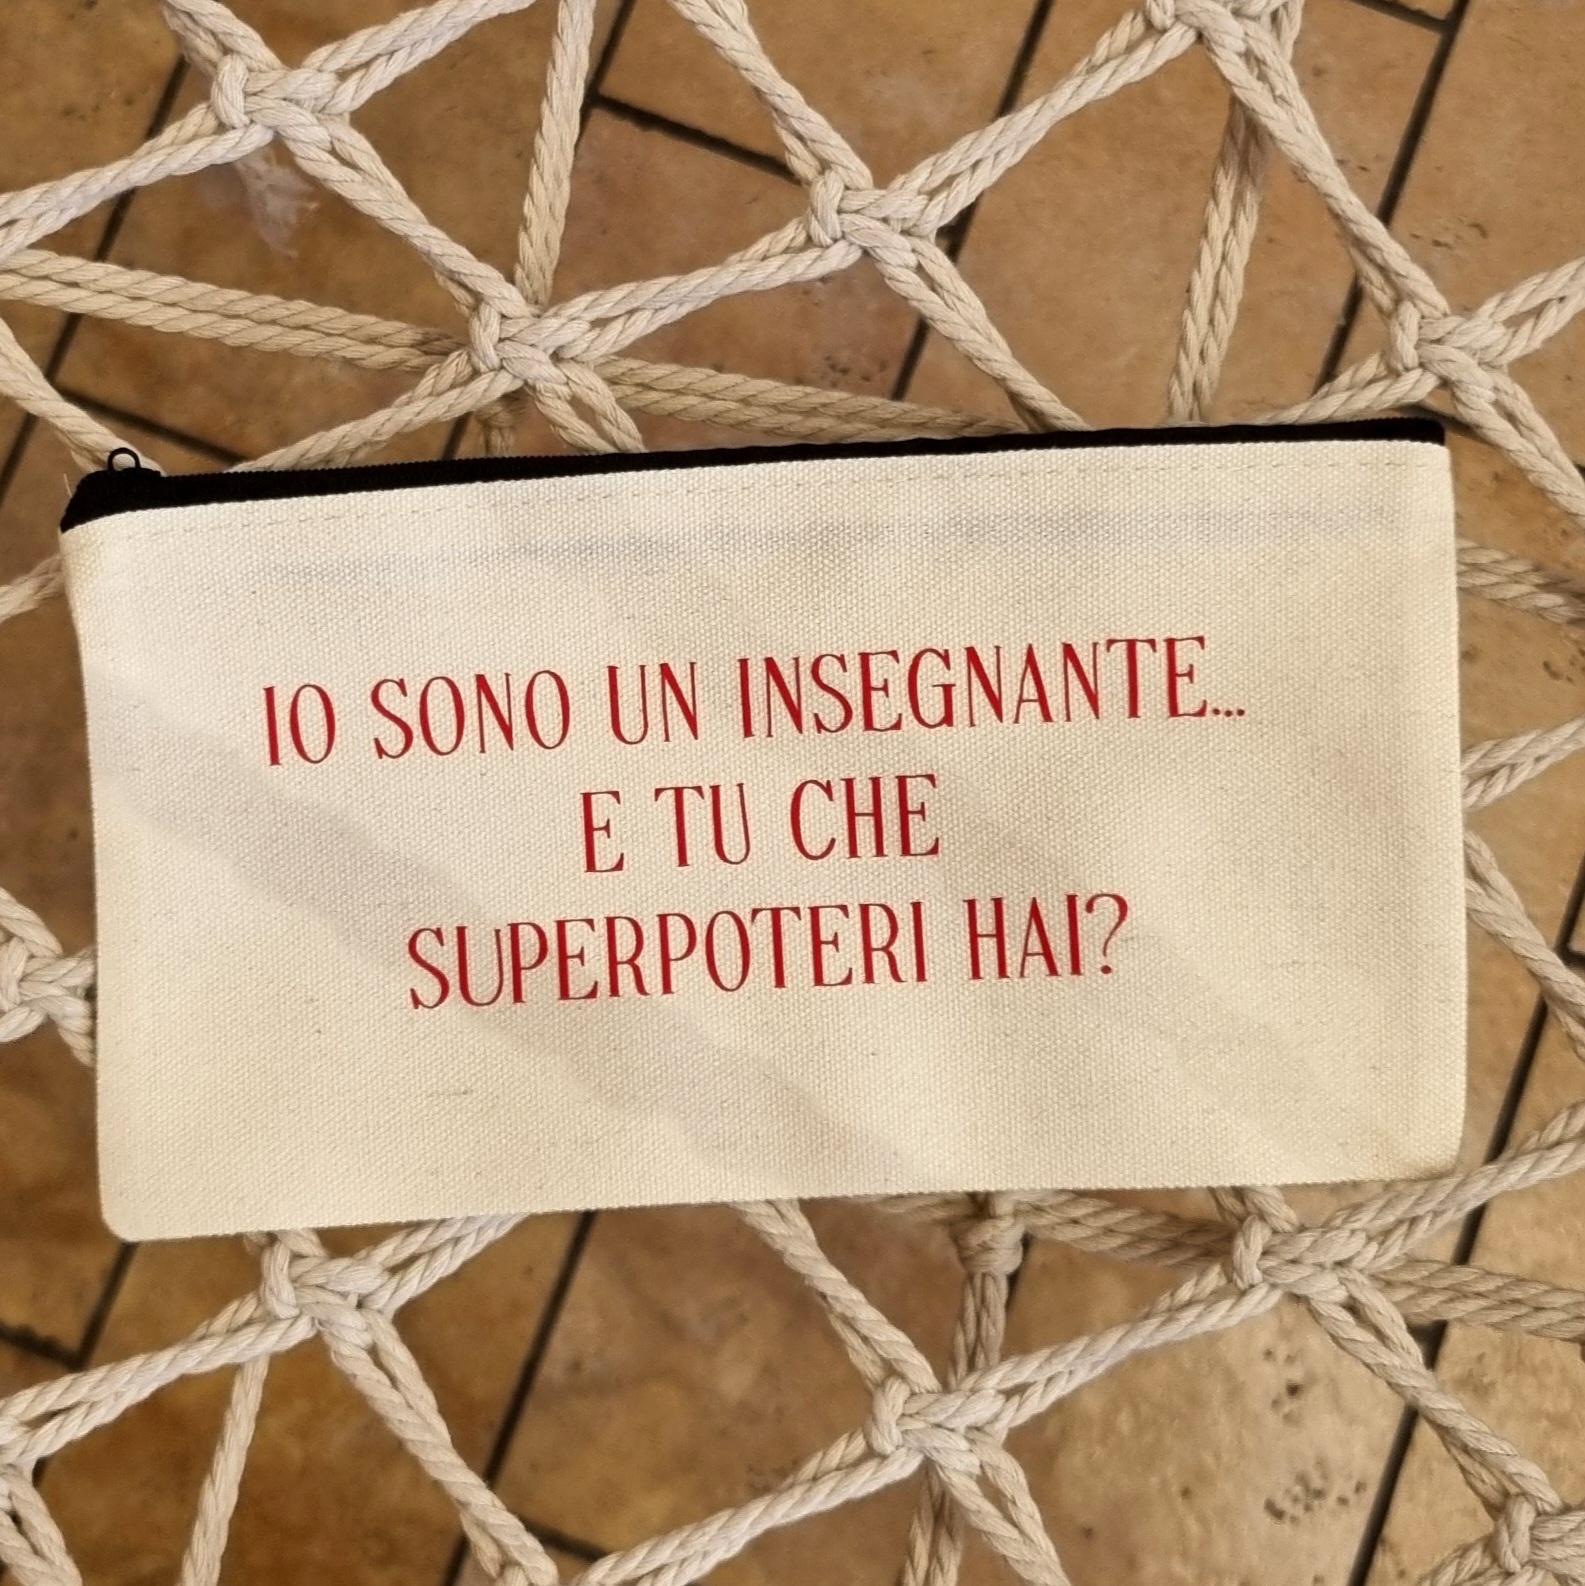 IO SONO UN INSEGNANTE...
E TU CHE
SUPERPOTERI HAI?